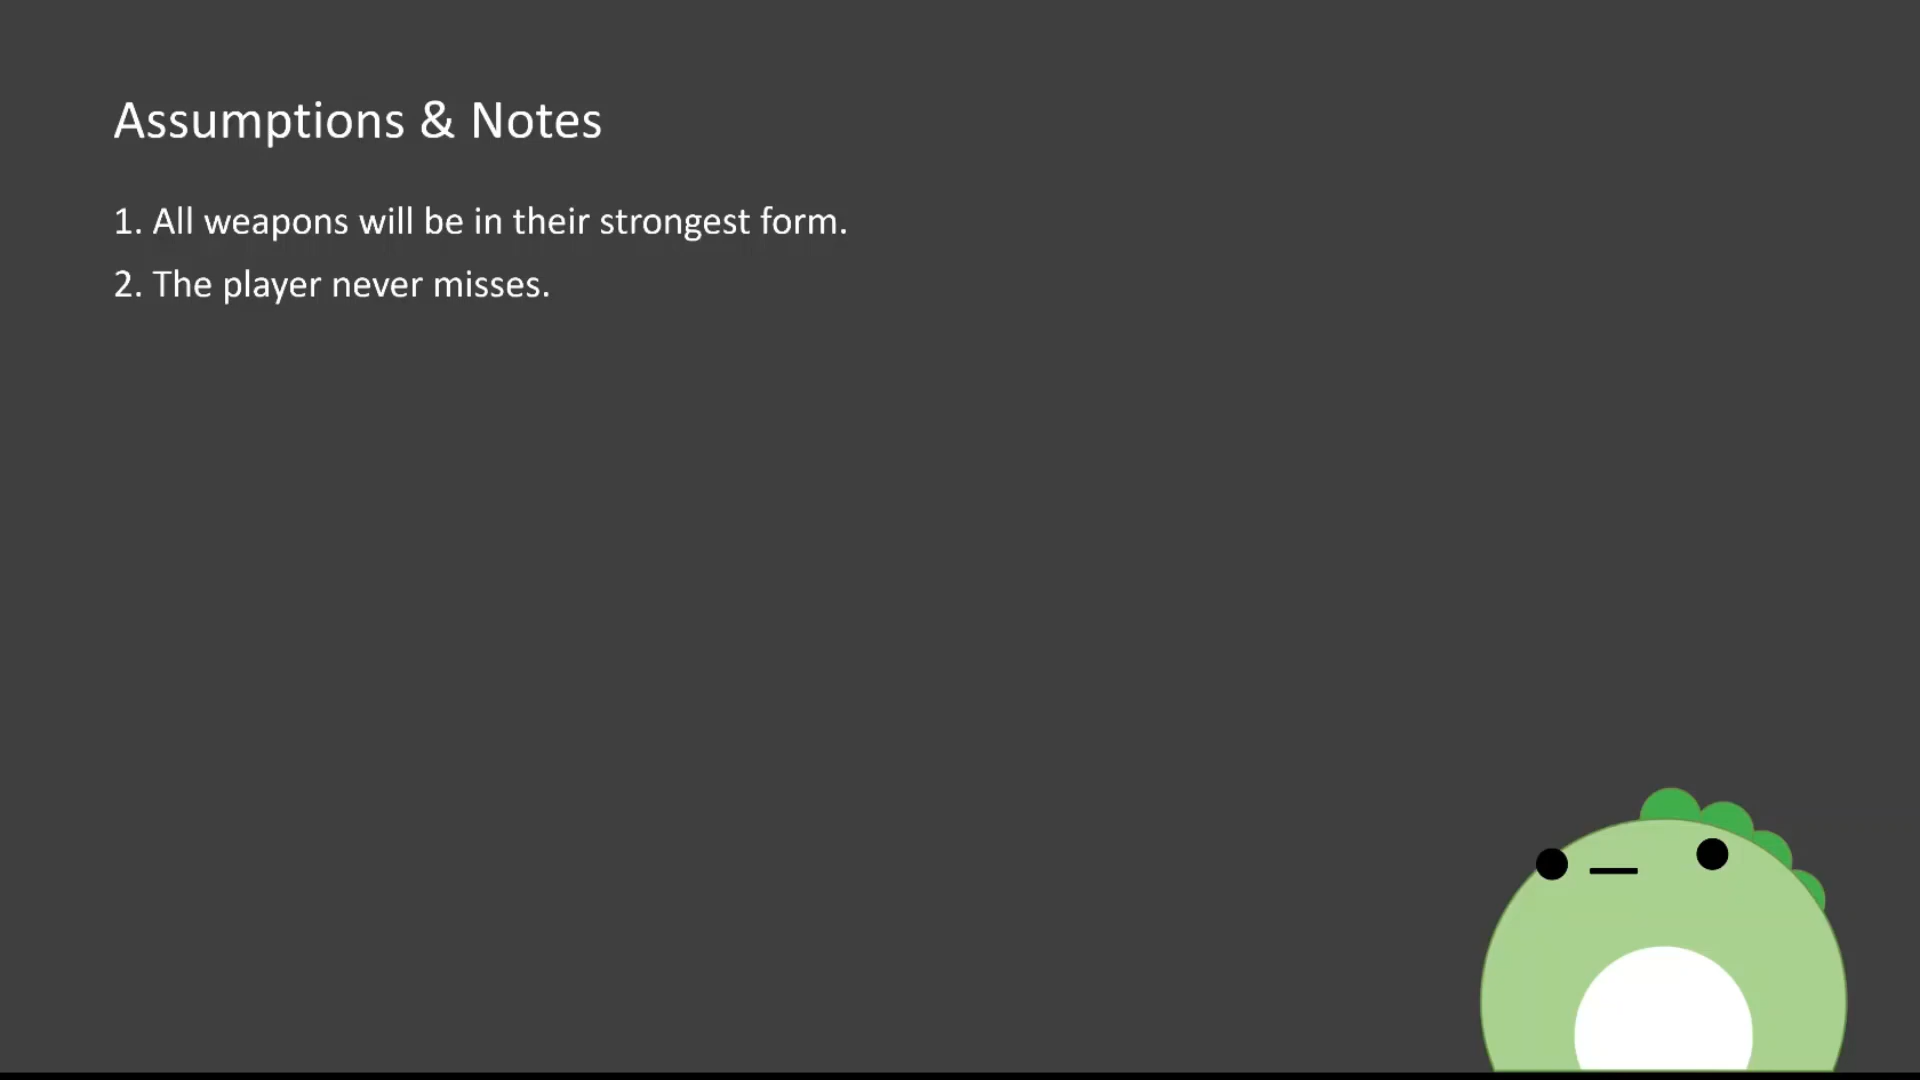 Assumptions & Notes
1. All weapons will be in their strongest form.
2. The player never misses.